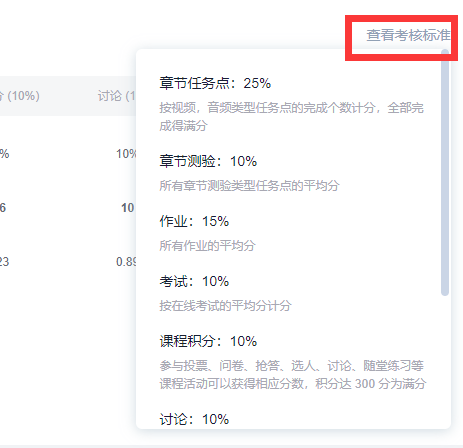 查看考核标准
章节任务点：25%
按视频，音频类型任务点的完成个数计分，全部完
成得满分
章节测验：10%
所有章节测验类型任务点的平均分
作业：15%
所有作业的平均分
考试：10%
按在线考试的平均分计分
课程积分：10%
参与投票、问卷、抢答、选人、讨论、随堂练习等
课程活动可以获得相应分数，积分达 300 分为满分
讨论：10%
(10%) 讨论 (1
% 10%
6 10
23 0.89